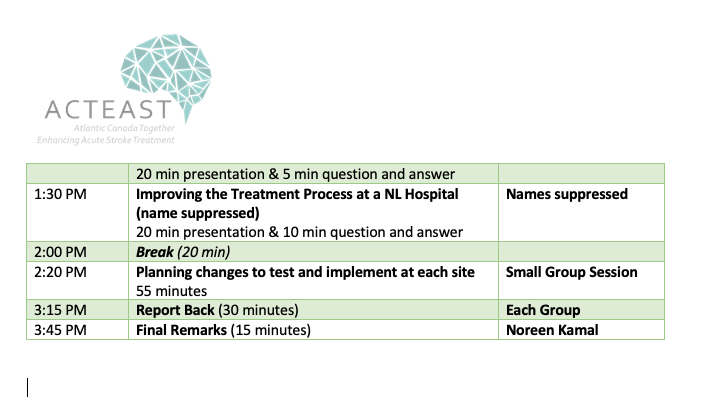 ACTEAST
Atlantic Canada Together
Enhancing Acute Stroke Treatment
20 min presentation & 5 min question and answer
1:30 PM Improving the Treatment Process at a NL Hospital Names suppressed
(name suppressed)
20 min presentation & 10 min question and answer
2:00 PM Break (20 min)
2:20 PM Planning changes to test and implement at each site Small Group Session
55 minutes
3:15 PM Report Back (30 minutes) Each Group
3:45 PM Final Remarks (15 minutes) Noreen Kamal